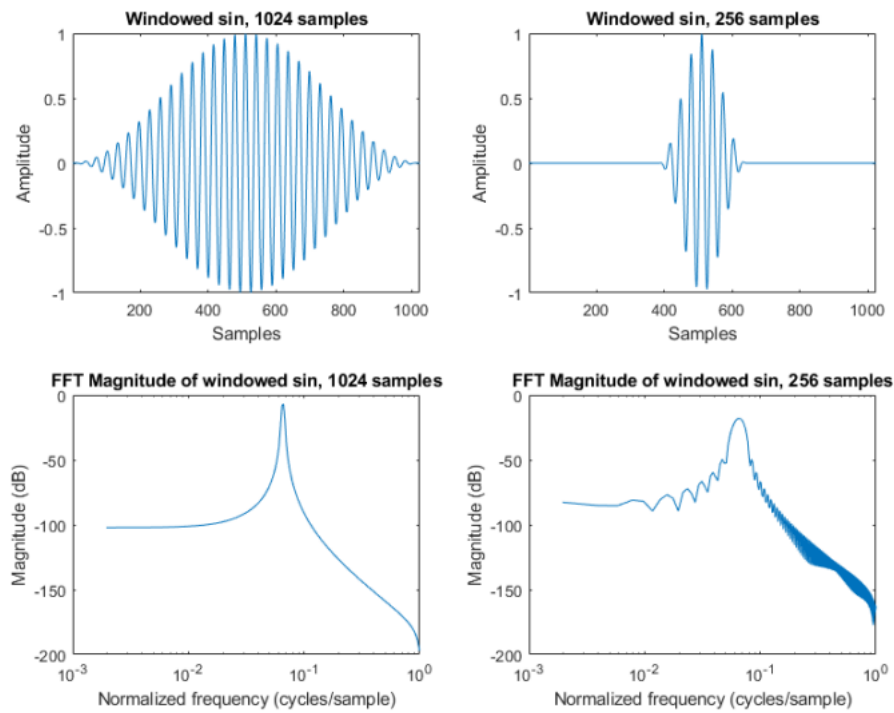 Windowed sin, 1024 samples
1
0.5
0
-0.5
-1
Amplitude
200 400 600 800 1000
Samples
Windowed sin, 256 samples
1
0.5
0
-0.5
-1
Amplitude
200 400 600 800 1000
Samples
FFT Magnitude of windowed sin, 1024 samples
0
-50
-100
-150
-200
Magnitude (dB)
10⁻³ 10⁻² 10⁻¹ 10⁰
Normalized frequency (cycles/sample)
FFT Magnitude of windowed sin, 256 samples
0
-50
-100
-150
-200
Magnitude (dB)
10⁻³ 10⁻² 10⁻¹ 10⁰
Normalized frequency (cycles/sample)